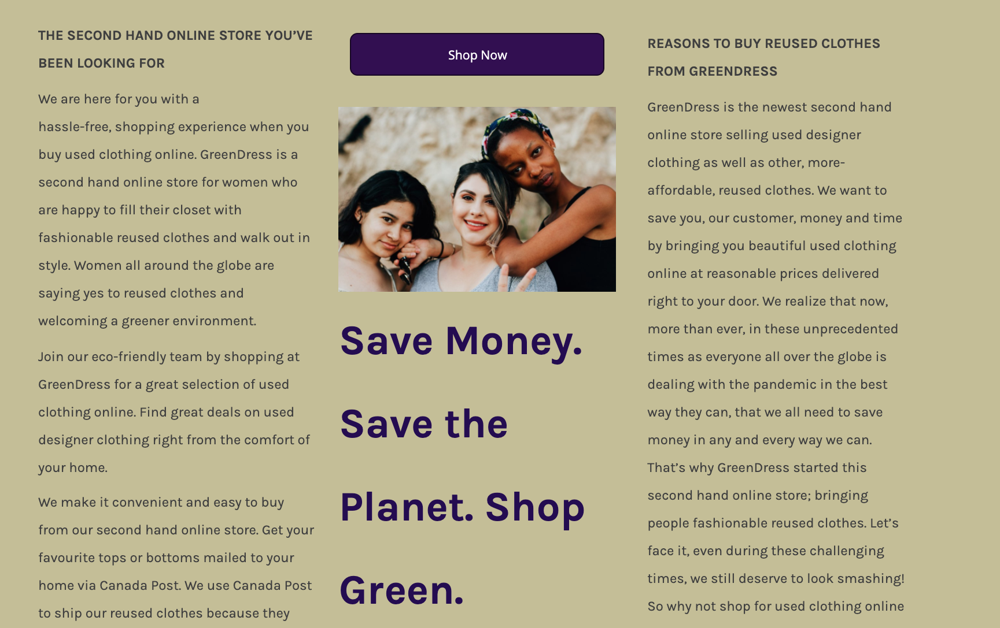 THE SECOND HAND ONLINE STORE YOU’VE
BEEN LOOKING FOR
We are here for you with a
hassle-free, shopping experience when you
buy used clothing online. GreenDress is a
second hand online store for women who
are happy to fill their closet with
fashionable reused clothes and walk out in
style. Women all around the globe are
saying yes to reused clothes and
welcoming a greener environment.
Join our eco-friendly team by shopping at
GreenDress for a great selection of used
clothing online. Find great deals on used
designer clothing right from the comfort of
your home.
We make it convenient and easy to buy
from our second hand online store. Get your
favourite tops or bottoms mailed to your
home via Canada Post. We use Canada Post
to ship our reused clothes because they
Shop Now
Save Money.
Save the
Planet. Shop
Green.
REASONS TO BUY REUSED CLOTHES
FROM GREENDRESS
GreenDress is the newest second hand
online store selling used designer
clothing as well as other, more-
affordable, reused clothes. We want to
save you, our customer, money and time
by bringing you beautiful used clothing
online at reasonable prices delivered
right to your door. We realize that now,
more than ever, in these unprecedented
times as everyone all over the globe is
dealing with the pandemic in the best
way they can, that we all need to save
money in any and every way we can.
That’s why GreenDress started this
second hand online store; bringing
people fashionable reused clothes. Let’s
face it, even during these challenging
times, we still deserve to look smashing!
So why not shop for used clothing online